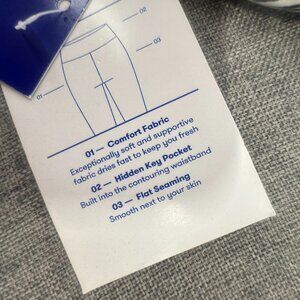 02
03
01
01 — Comfort Fabric
Exceptionally soft and supportive
fabric dries fast to keep you fresh
02 — Hidden Key Pocket
Built into the contouring waistband
03 — Flat Seaming
Smooth next to your skin